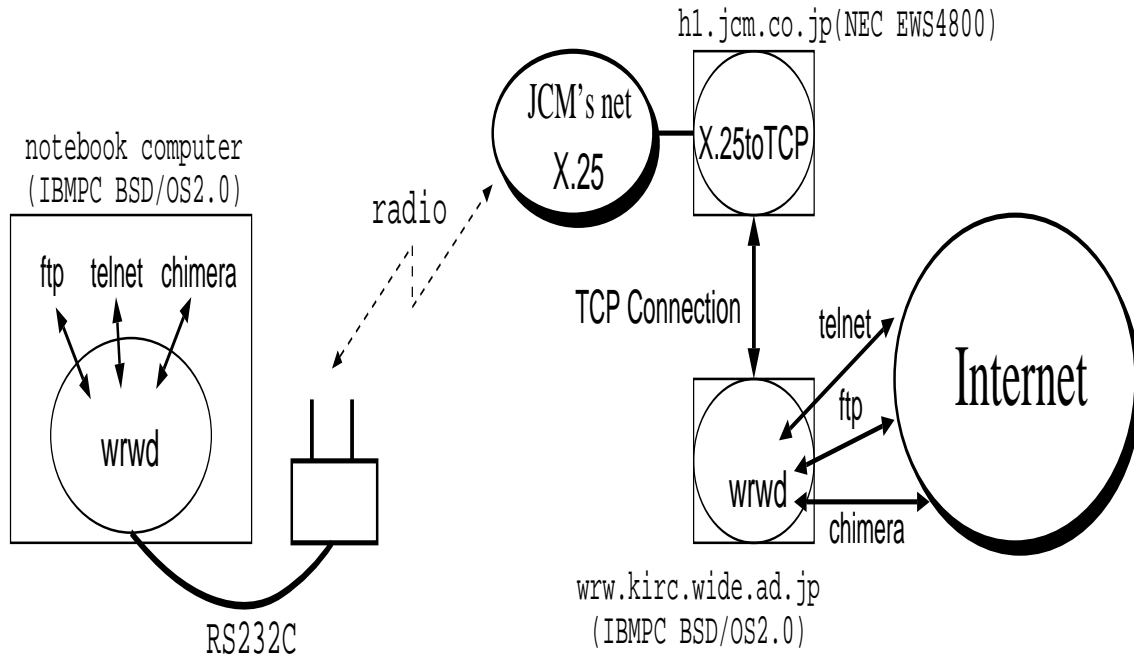 h1.jcm.co.jp(NEC EWS4800)
JCM's net
X.25
X.25toTCP
notebook computer
(IBMPC BSD/OS2.0)
radio
ftp
telnet
chimera
wrwd
RS232C
TCP Connection
telnet
ftp
chimera
wrwd
Internet
wrw.kirc.wide.ad.jp
(IBMPC BSD/OS2.0)